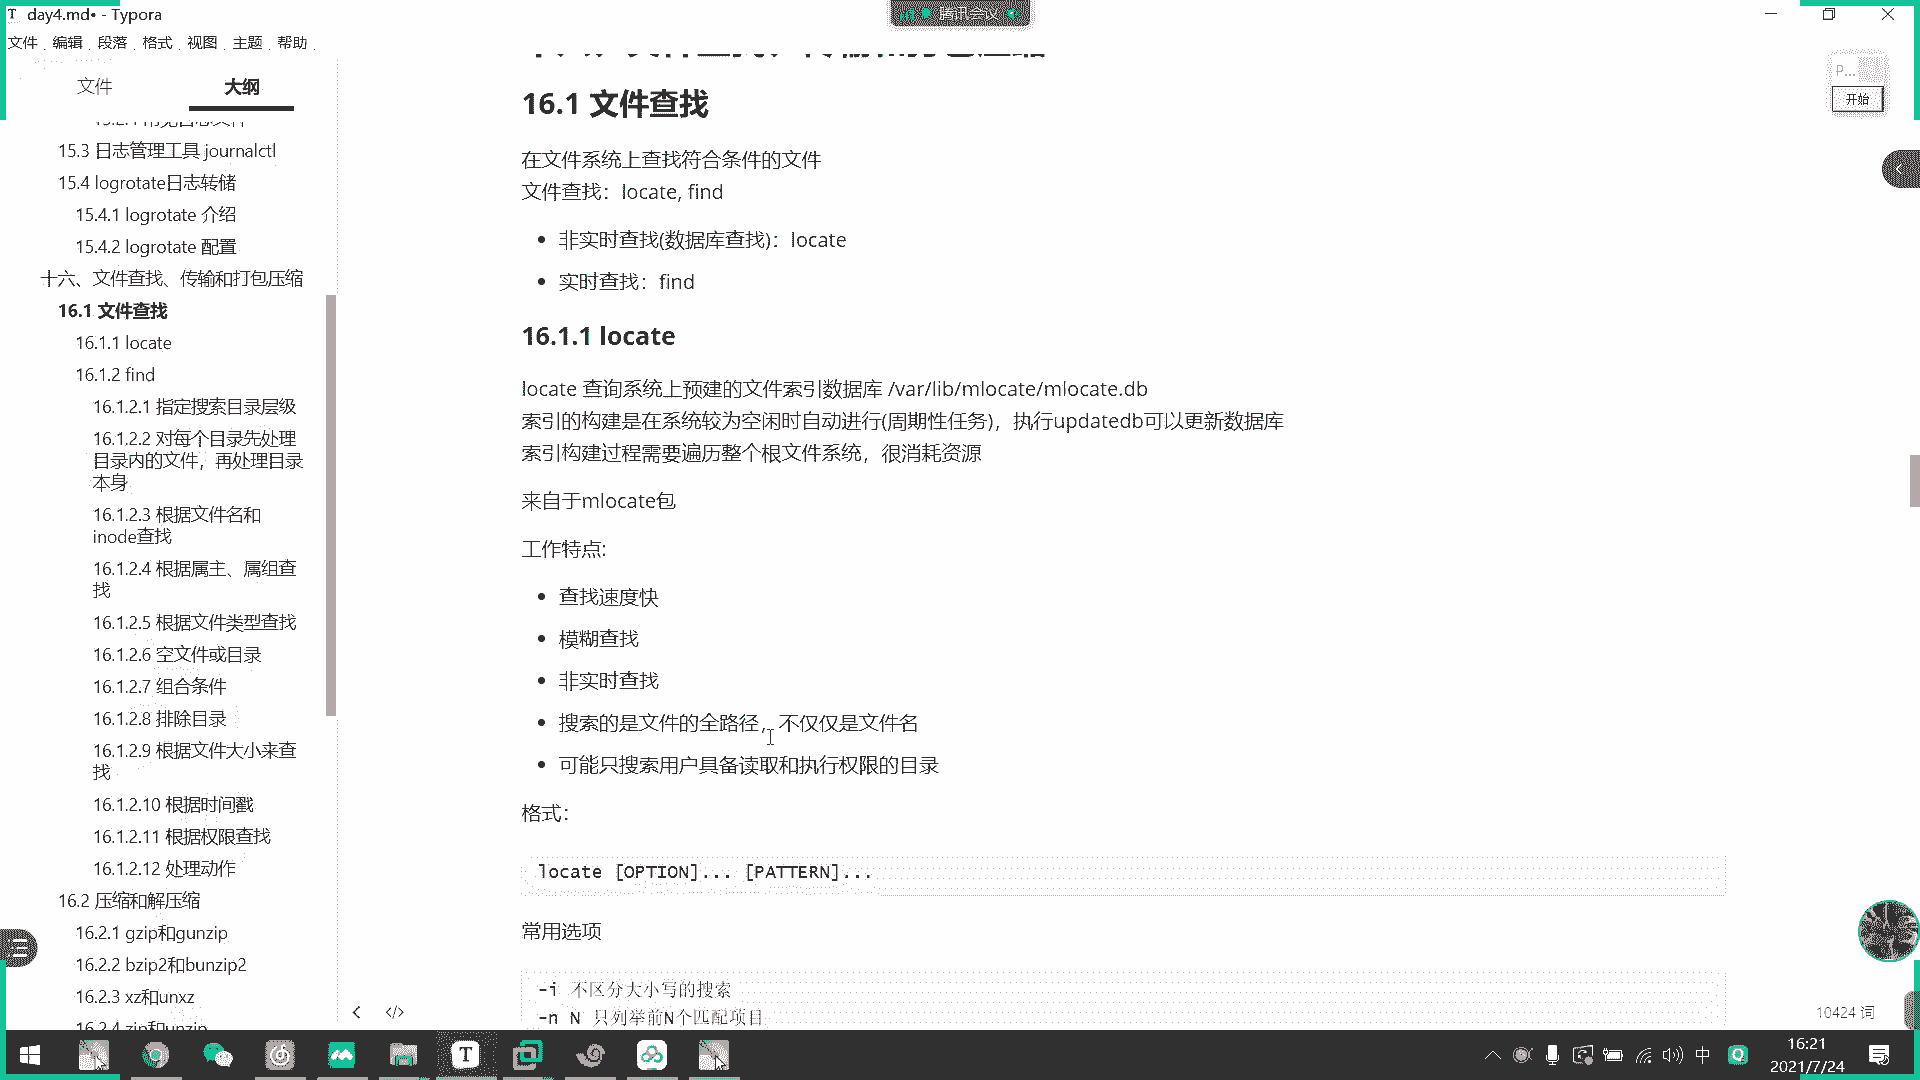 day4.md• - Typora
腾讯会议
文件 编辑 段落 格式 视图 主题 帮助
文件
大纲
15.3 日志管理工具 journalctl
15.4 logrotate日志转储
15.4.1 logrotate 介绍
15.4.2 logrotate 配置
十六、文件查找、传输和打包压缩
16.1 文件查找
16.1.1 locate
16.1.2 find
16.1.2.1 指定搜索目录层级
16.1.2.2 对每个目录先处理
目录内的文件，再处理目录
本身
16.1.2.3 根据文件名和
inode查找
16.1.2.4 根据属主、属组查
找
16.1.2.5 根据文件类型查找
16.1.2.6 空文件或目录
16.1.2.7 组合条件
16.1.2.8 排除目录
16.1.2.9 根据文件大小来查
找
16.1.2.10 根据时间戳
16.1.2.11 根据权限查找
16.1.2.12 处理动作
16.2 压缩和解压缩
16.2.1 gzip和gunzip
16.2.2 bzip2和bunzip2
16.2.3 xz和unxz
16.2.4 zip和unzip
16.1 文件查找
在文件系统上查找符合条件的文件
文件查找：locate, find
• 非实时查找(数据库查找)：locate
• 实时查找：find
16.1.1 locate
locate 查询系统上预建的文件索引数据库 /var/lib/mlocate/mlocate.db
索引的构建是在系统较为空闲时自动进行(周期性任务)，执行updatedb可以更新数据库
索引构建过程需要遍历整个根文件系统，很消耗资源
来自于mlocate包
工作特点:
• 查找速度快
• 模糊查找
• 非实时查找
• 搜索的是文件的全路径，不仅仅是文件名
• 可能只搜索用户具备读取和执行权限的目录
格式：
locate [OPTION]... [PATTERN]...
常用选项
-i 不区分大小写的搜索
-n N 只列举前N个匹配项目
P...
开始
10424 词
中
16:21
2021/7/24